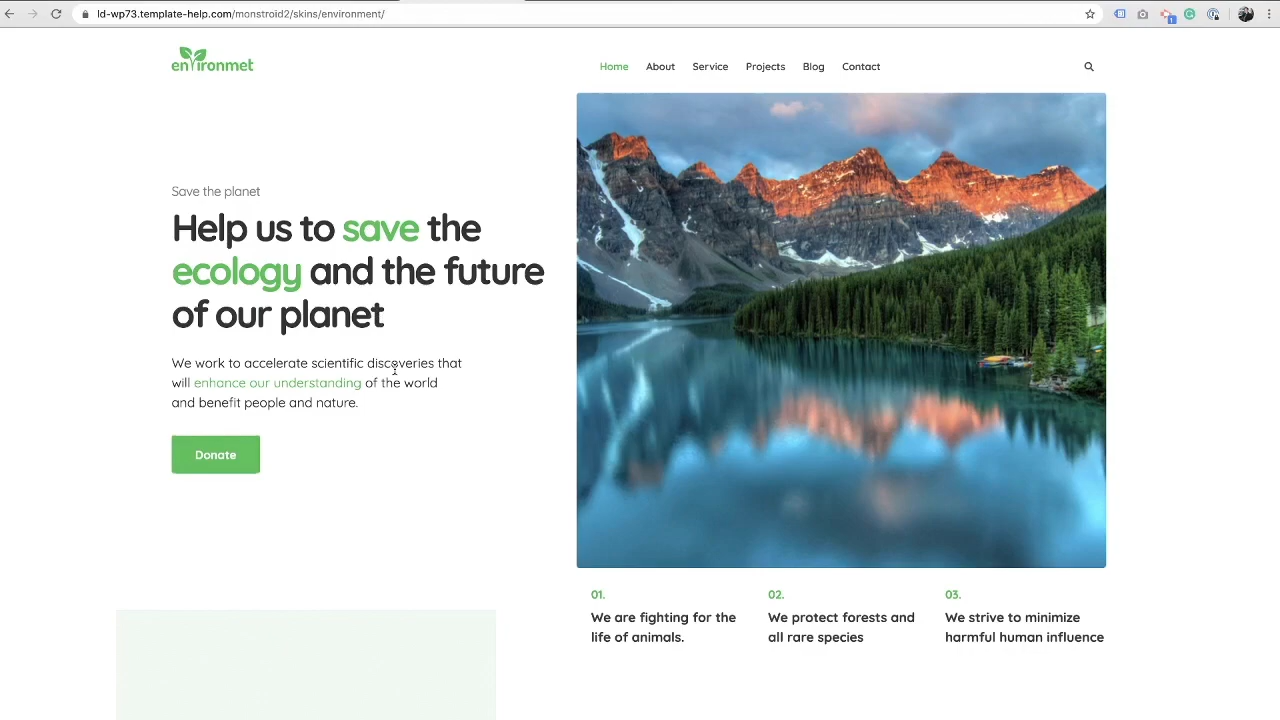 ld-wp73.template-help.com/monstroid2/skins/environment/
environmet
Home About Service Projects Blog Contact
Save the planet
Help us to save the
ecology and the future
of our planet
We work to accelerate scientific discoveries that
will enhance our understanding of the world
and benefit people and nature.
Donate
01.
We are fighting for the
life of animals.
02.
We protect forests and
all rare species
03.
We strive to minimize
harmful human influence